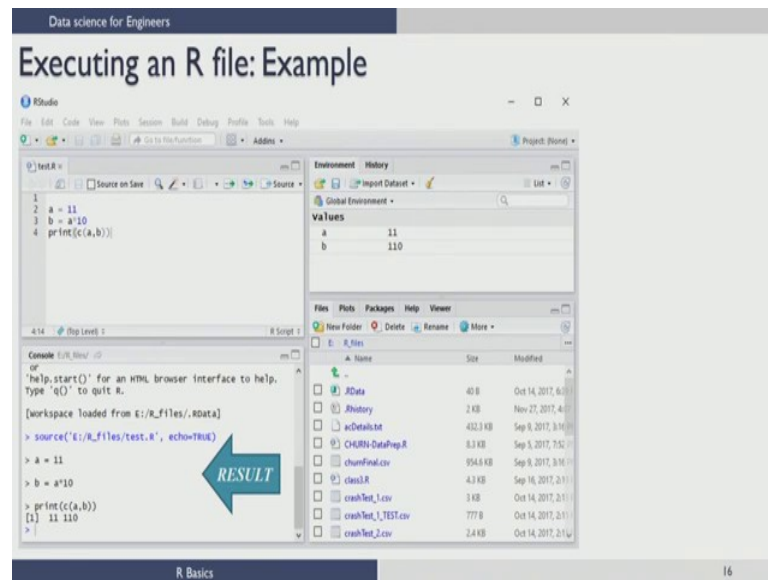 Data science for Engineers
Executing an R file: Example
RStudio
File Edit Code View Plots Session Build Debug Profile Tools Help
Go to file/function Addins
Project: (None)
test.R
Source on Save Source
1
2 a = 11
3 b = a*10
4 print(c(a,b))
4:14 (Top Level) R Script
Console E:/R_files/
or
'help.start()' for an HTML browser interface to help.
Type 'q()' to quit R.
[Workspace loaded from E:/R_files/.RData]
> source('E:/R_files/test.R', echo=TRUE)
> a = 11
> b = a*10
> print(c(a,b))
[1] 11 110
>
RESULT
Environment History
Import Dataset List
Global Environment
values
a 11
b 110
Files Plots Packages Help Viewer
New Folder Delete Rename More
E: R_files
Name Size Modified
..
.RData 40 B Oct 14, 2017,
.Rhistory 2 KB Nov 27, 2017,
acDetails.txt 432.3 KB Sep 9, 2017,
CHURN-DataPrep.R 8.3 KB Sep 5, 2017,
churnFinal.csv 954.6 KB Sep 9, 2017,
class3.R 4.3 KB Sep 16, 2017,
crashTest_1.csv 3 KB Oct 14, 2017,
crashTest_1_TEST.csv 777 B Oct 14, 2017,
crashTest_2.csv 2.4 KB Oct 14, 2017,
R Basics
16